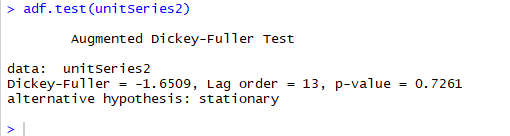 > adf.test(unitSeries2)
Augmented Dickey-Fuller Test
data:  unitSeries2
Dickey-Fuller = -1.6509, Lag order = 13, p-value = 0.7261
alternative hypothesis: stationary
>